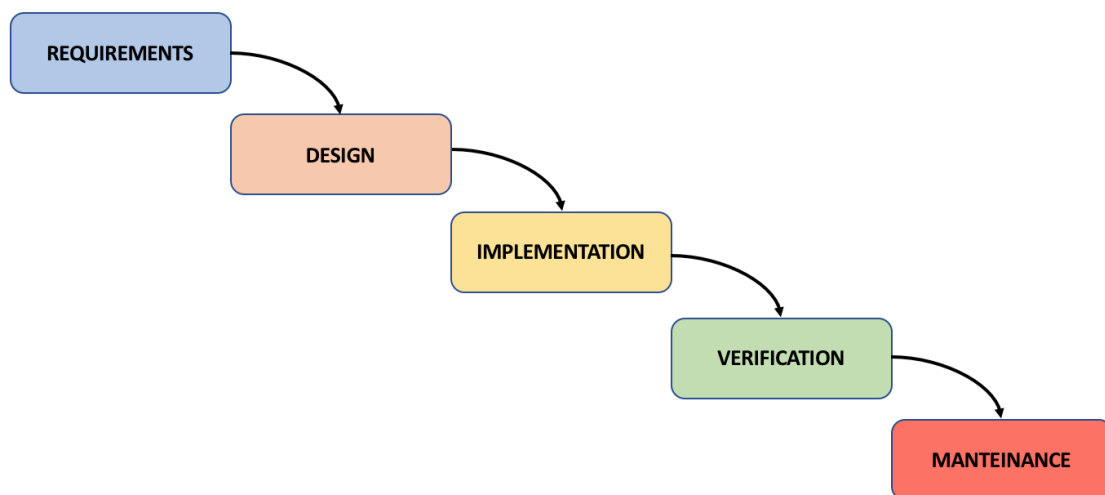 REQUIREMENTS
DESIGN
IMPLEMENTATION
VERIFICATION
MANTEINANCE